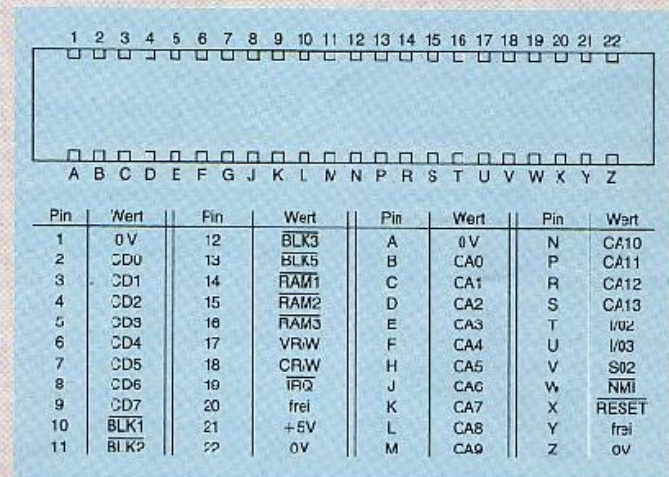 1 2 3 4 5 6 7 8 9 10 11 12 13 14 15 16 17 18 19 20 21 22
A B C D E F G J K L M N P R S T U V W X Y Z
Pin Wert Pin Wert Pin Wert Pin Wert
1 0V 12 BLK3 A 0V N CA10
2 CD0 13 BLK5 B CA0 P CA11
3 CD1 14 RAM1 C CA1 R CA12
4 CD2 15 RAM2 D CA2 S CA13
5 CD3 16 RAM3 E CA3 T I/02
6 CD4 17 VR/W F CA4 U I/03
7 CD5 18 CR/W H CA5 V S02
8 CD6 19 IRQ J CA6 W NMI
9 CD7 20 frei K CA7 X RESET
10 BLK1 21 +5V L CA8 Y frei
11 BLK2 22 0V M CA9 Z 0V